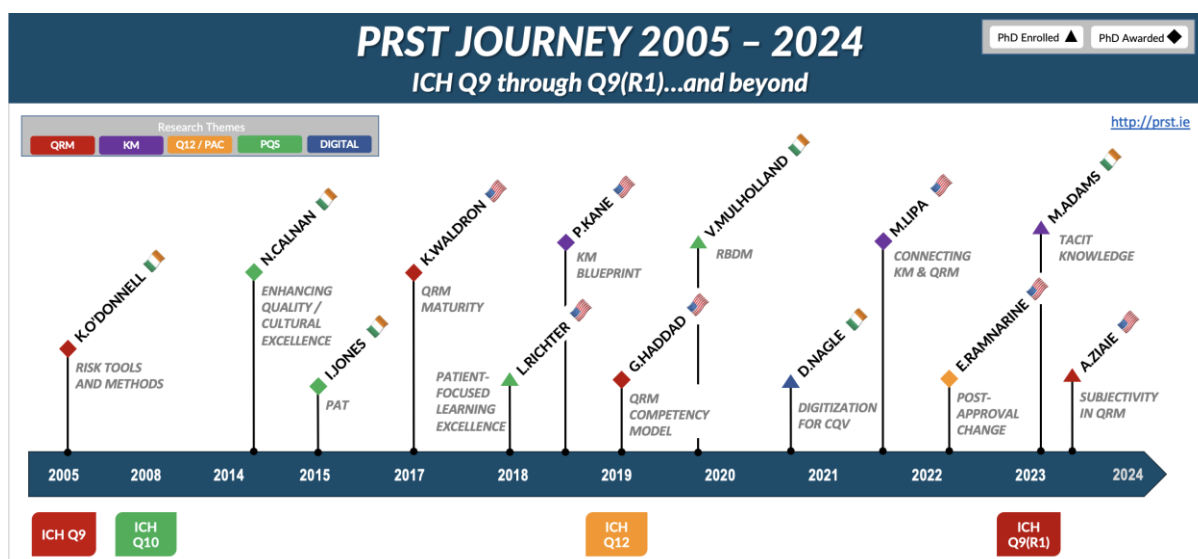 PRST JOURNEY 2005 – 2024
ICH Q9 through Q9(R1)...and beyond
PhD Enrolled
PhD Awarded
http://prst.ie
Research Themes
QRM
KM
Q12 / PAC
PQS
DIGITAL
K.O'DONNELL
RISK TOOLS
AND METHODS
N.CALNAN
ENHANCING
QUALITY /
CULTURAL
EXCELLENCE
I.JONES
PAT
K.WALDRON
QRM
MATURITY
L.RICHTER
PATIENT-
FOCUSED
LEARNING
EXCELLENCE
P.KANE
KM
BLUEPRINT
G.HADDAD
QRM
COMPETENCY
MODEL
V.MULHOLLAND
RBDM
D.NAGLE
DIGITIZATION
FOR CQV
M.LIPA
CONNECTING
KM & QRM
E.RAMNARINE
POST-
APPROVAL
CHANGE
M.ADAMS
TACIT
KNOWLEDGE
A.ZIAIE
SUBJECTIVITY
IN QRM
2005
2008
2014
2015
2017
2018
2019
2020
2021
2022
2023
2024
ICH Q9
ICH
Q10
ICH
Q12
ICH
Q9(R1)